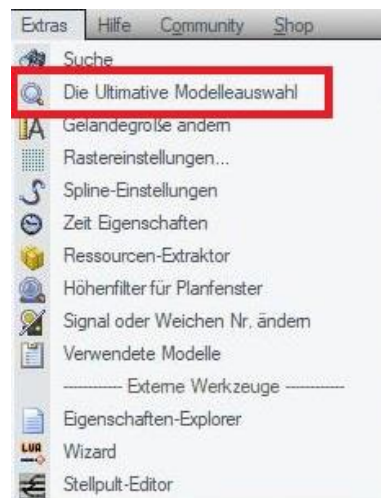 Extras Hilfe Community Shop
Suche
Die Ultimative Modelleauswahl
Geländegröße ändern
Rastereinstellungen...
Spline-Einstellungen
Zeit Eigenschaften
Ressourcen-Extraktor
Höhenfilter für Planfenster
Signal oder Weichen Nr. ändern
Verwendete Modelle
----------- Externe Werkzeuge -----------
Eigenschaften-Explorer
LUA Wizard
Stellpult-Editor